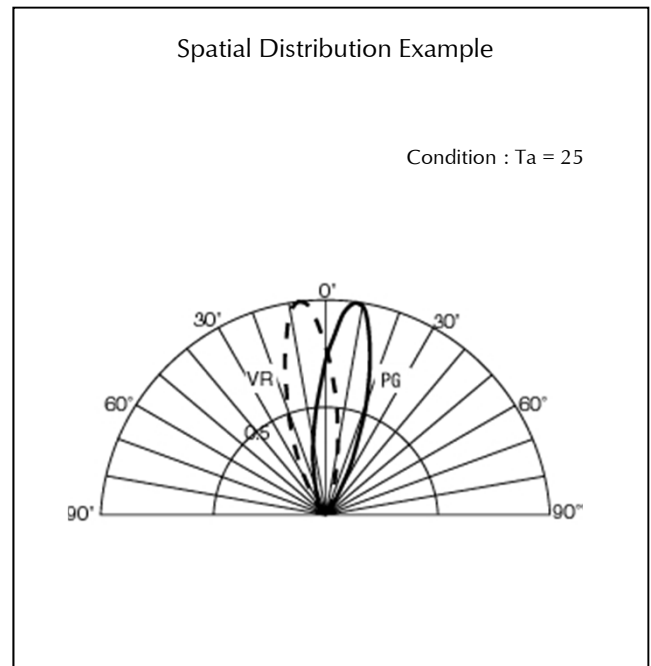 Spatial Distribution Example
Condition : Ta = 25
0°
30° 30°
VR PG
60° 60°
0.5
90° 90°